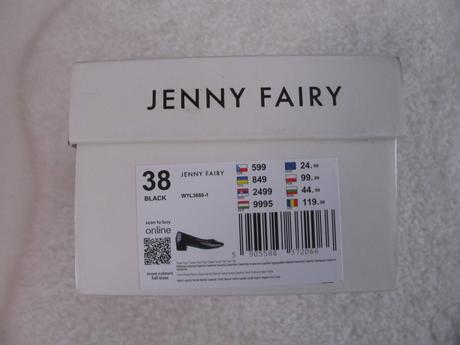 JENNY FAIRY
38
BLACK
JENNY FAIRY
WYL3680-1
599
849
2499
9995
24.99
99.99
44.99
119.99
scan to buy
online
more colours
full sizes
5 905588 372066